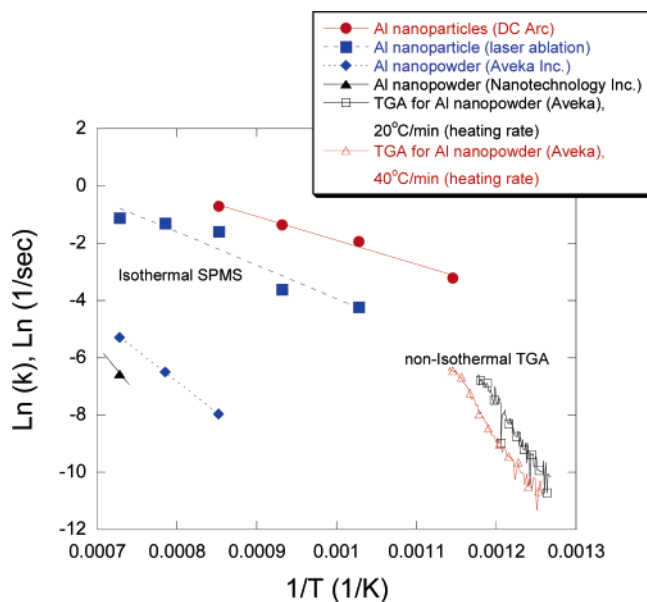 Al nanoparticles (DC Arc)
Al nanoparticle (laser ablation)
Al nanopowder (Aveka Inc.)
Al nanopowder (Nanotechnology Inc.)
TGA for Al nanopowder (Aveka),
20°C/min (heating rate)
TGA for Al nanopowder (Aveka),
40°C/min (heating rate)
2
0
-2
-4
-6
-8
-10
-12
Ln (k), Ln (1/sec)
Isothermal SPMS
non-Isothermal TGA
0.0007 0.0008 0.0009 0.001 0.0011 0.0012 0.0013
1/T (1/K)